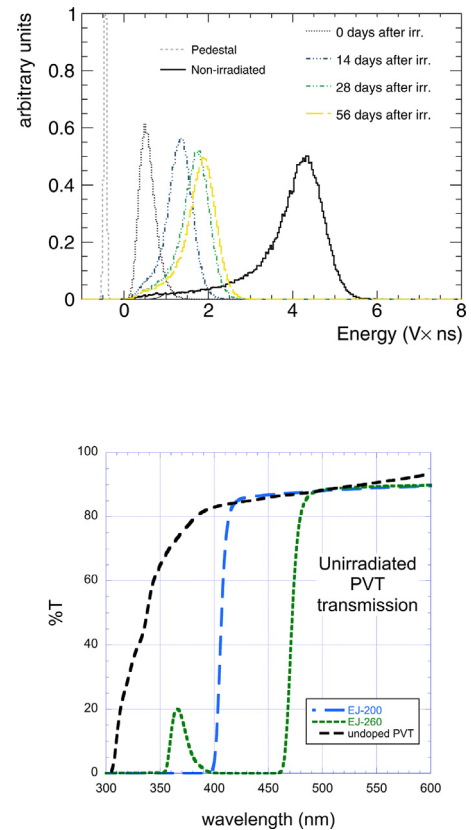 arbitrary units
1
0.8
0.6
0.4
0.2
0
Pedestal
Non-irradiated
0 days after irr.
14 days after irr.
28 days after irr.
56 days after irr.
0 2 4 6 8
Energy (V× ns)
100
80
60
40
20
0
%T
Unirradiated
PVT
transmission
EJ-200
EJ-260
undoped PVT
300 350 400 450 500 550 600
wavelength (nm)